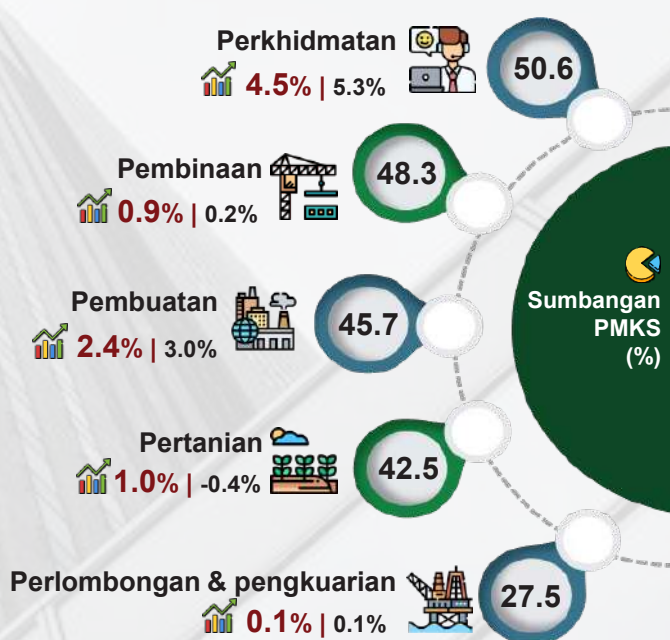 Perkhidmatan
4.5% | 5.3%
50.6
Pembinaan
0.9% | 0.2%
48.3
Pembuatan
2.4% | 3.0%
45.7
Sumbangan
PMKS
(%)
Pertanian
1.0% | -0.4%
42.5
Perlombongan & pengkuarian
0.1% | 0.1%
27.5